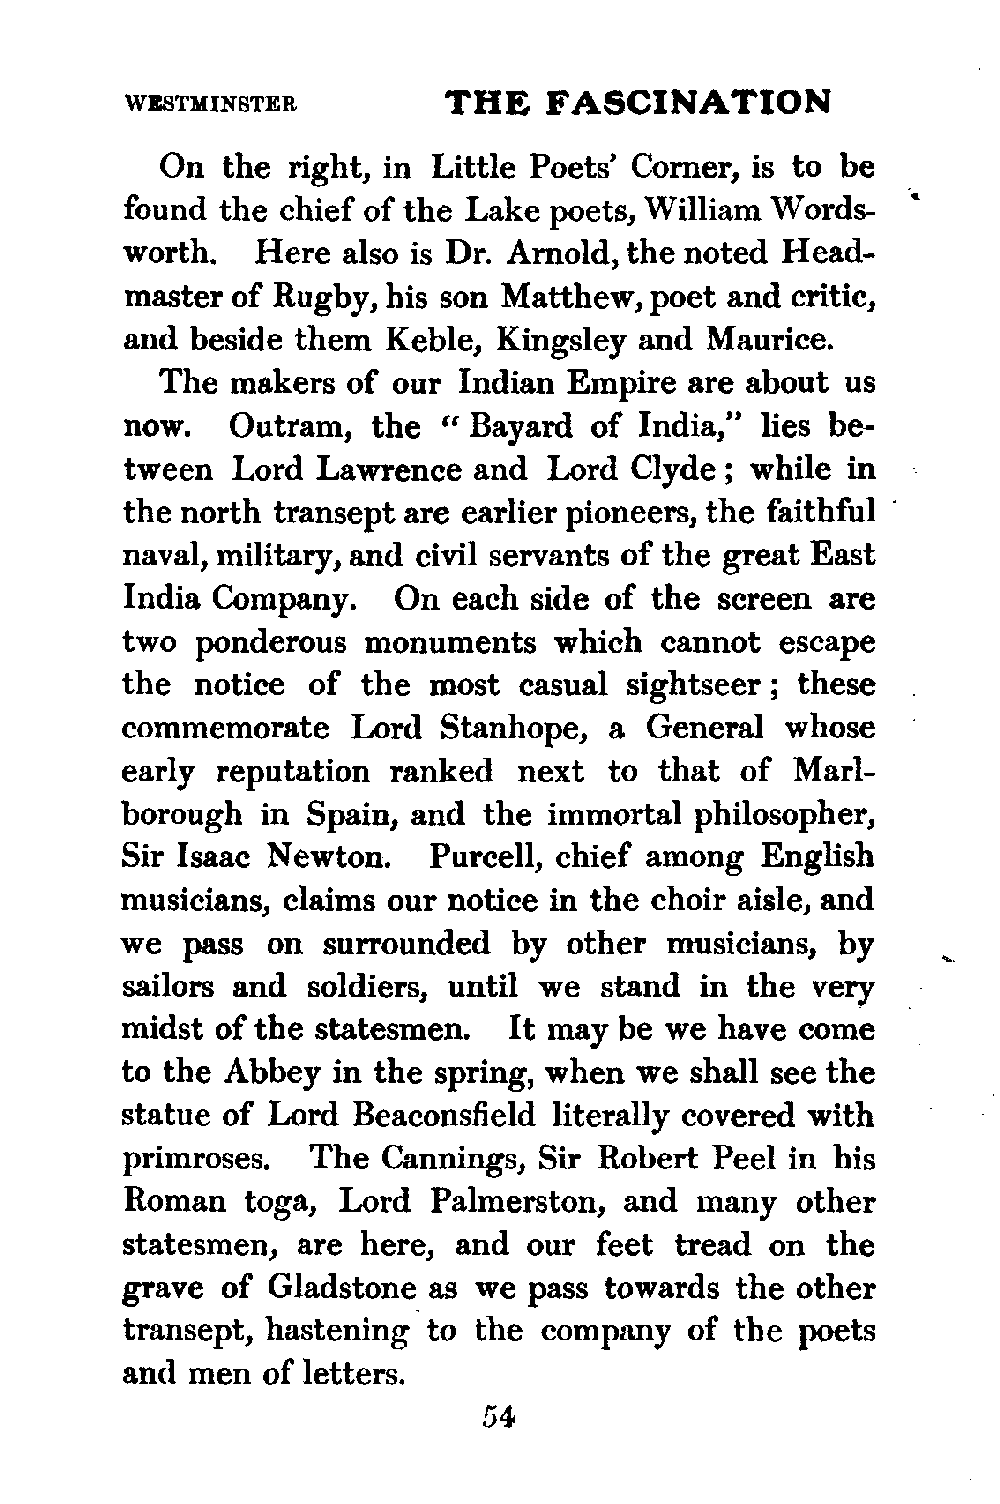 WESTMINSTER THE FASCINATION
On the right, in Little Poets' Corner, is to be
found the chief of the Lake poets, William Words-
worth. Here also is Dr. Arnold, the noted Head-
master of Rugby, his son Matthew, poet and critic,
and beside them Keble, Kingsley and Maurice.
The makers of our Indian Empire are about us
now. Outram, the “ Bayard of India,” lies be-
tween Lord Lawrence and Lord Clyde ; while in
the north transept are earlier pioneers, the faithful
naval, military, and civil servants of the great East
India Company. On each side of the screen are
two ponderous monuments which cannot escape
the notice of the most casual sightseer ; these
commemorate Lord Stanhope, a General whose
early reputation ranked next to that of Marl-
borough in Spain, and the immortal philosopher,
Sir Isaac Newton. Purcell, chief among English
musicians, claims our notice in the choir aisle, and
we pass on surrounded by other musicians, by
sailors and soldiers, until we stand in the very
midst of the statesmen. It may be we have come
to the Abbey in the spring, when we shall see the
statue of Lord Beaconsfield literally covered with
primroses. The Cannings, Sir Robert Peel in his
Roman toga, Lord Palmerston, and many other
statesmen, are here, and our feet tread on the
grave of Gladstone as we pass towards the other
transept, hastening to the company of the poets
and men of letters.
54